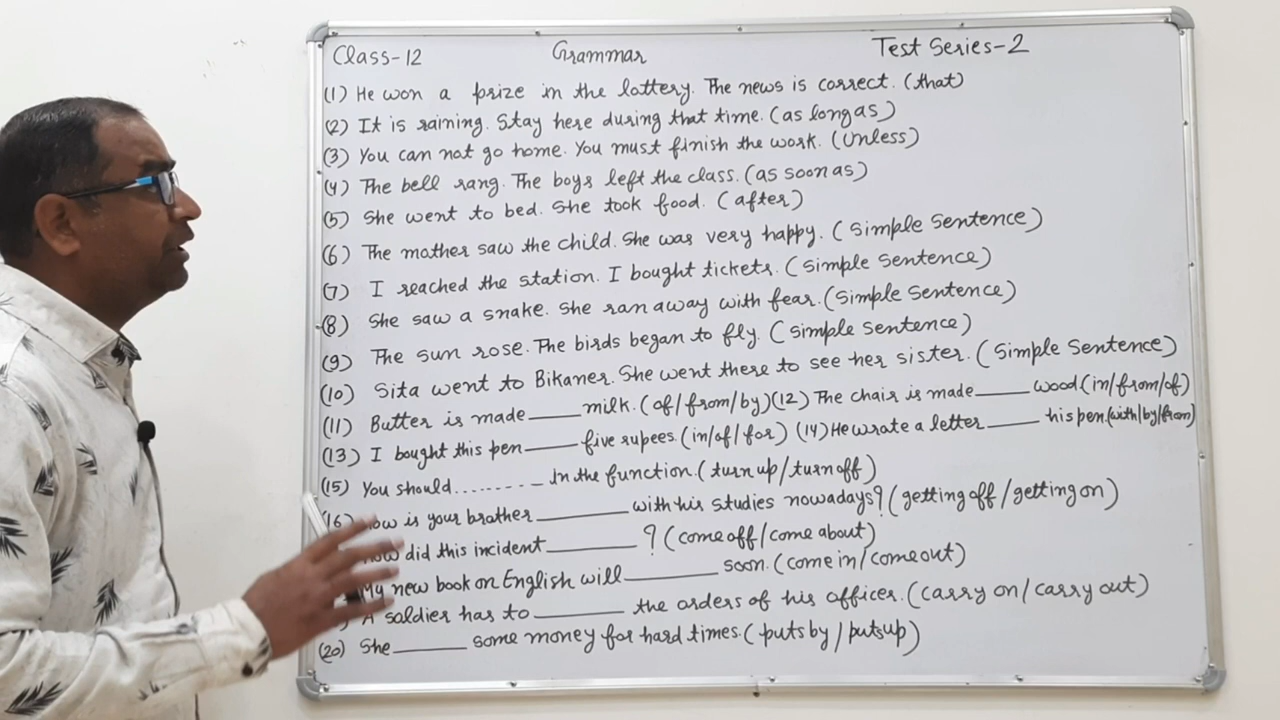 Class-12 Grammar Test Series-2
(1) He won a prize in the lottery. The news is correct. (that)
(2) It is raining. Stay here during that time. (as long as)
(3) You can not go home. You must finish the work. (Unless)
(4) The bell rang. The boys left the class. (as soon as)
(5) She went to bed. She took food. (after)
(6) The mother saw the child. She was very happy. (Simple Sentence)
(7) I reached the station. I bought tickets. (Simple Sentence)
(8) She saw a snake. She ran away with fear. (Simple Sentence)
(9) The sun rose. The birds began to fly. (Simple Sentence)
(10) Sita went to Bikaner. She went there to see her sister. (Simple Sentence)
(11) Butter is made ____ milk. (of/from/by) (12) The chair is made ____ wood (in/from/of)
(13) I bought this pen ____ five rupees. (in/of/for) (14) He wrote a letter ____ his pen. (with/by/from)
(15) You should ......... in the function. (turn up/turn off)
(16) How is your brother ____ with his studies nowadays? (getting off/getting on)
How did this incident ____ ? (come off/come about)
My new book on English will ____ soon. (come in/come out)
A soldier has to ____ the orders of his officer. (carry on/carry out)
(20) She ____ some money for hard times. (puts by/puts up)